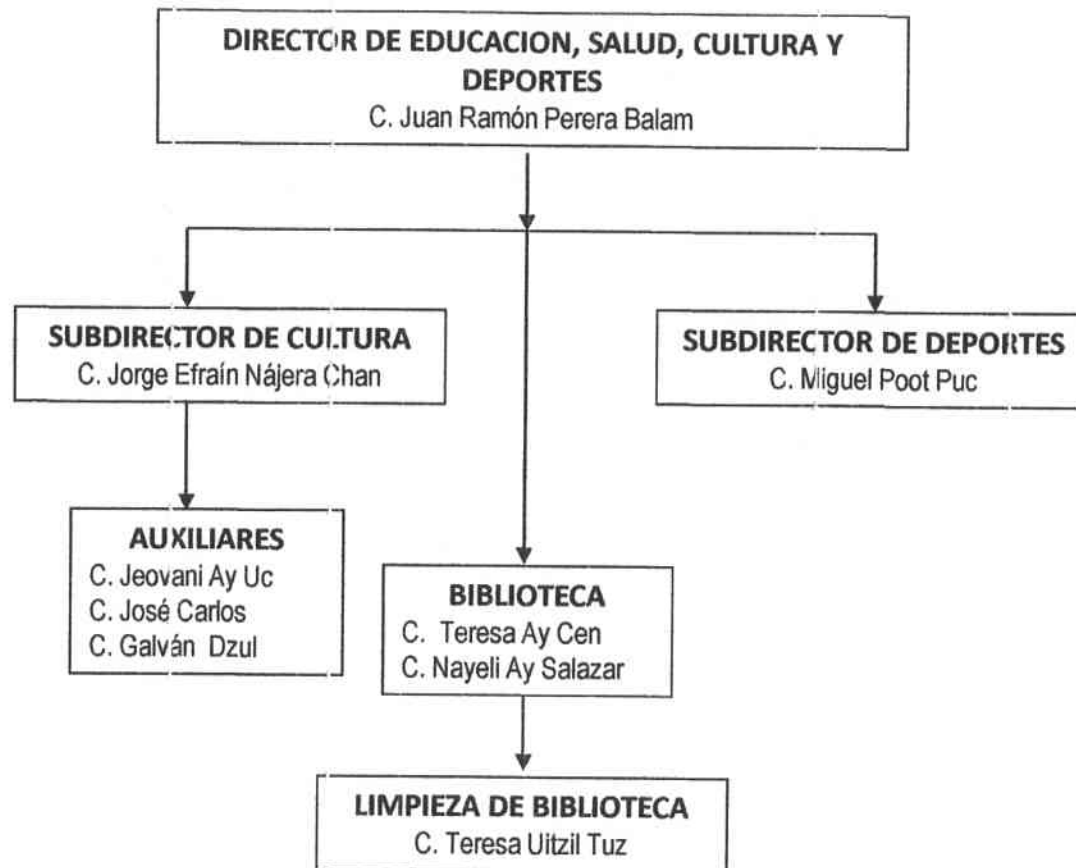 DIRECTOR DE EDUCACION, SALUD, CULTURA Y
DEPORTES
C. Juan Ramón Perera Balam
SUBDIRECTOR DE CULTURA
C. Jorge Efraín Nájera Chan
SUBDIRECTOR DE DEPORTES
C. Miguel Poot Puc
AUXILIARES
C. Jeovani Ay Uc
C. José Carlos
C. Galván Dzul
BIBLIOTECA
C. Teresa Ay Cen
C. Nayeli Ay Salazar
LIMPIEZA DE BIBLIOTECA
C. Teresa Uitzil Tuz